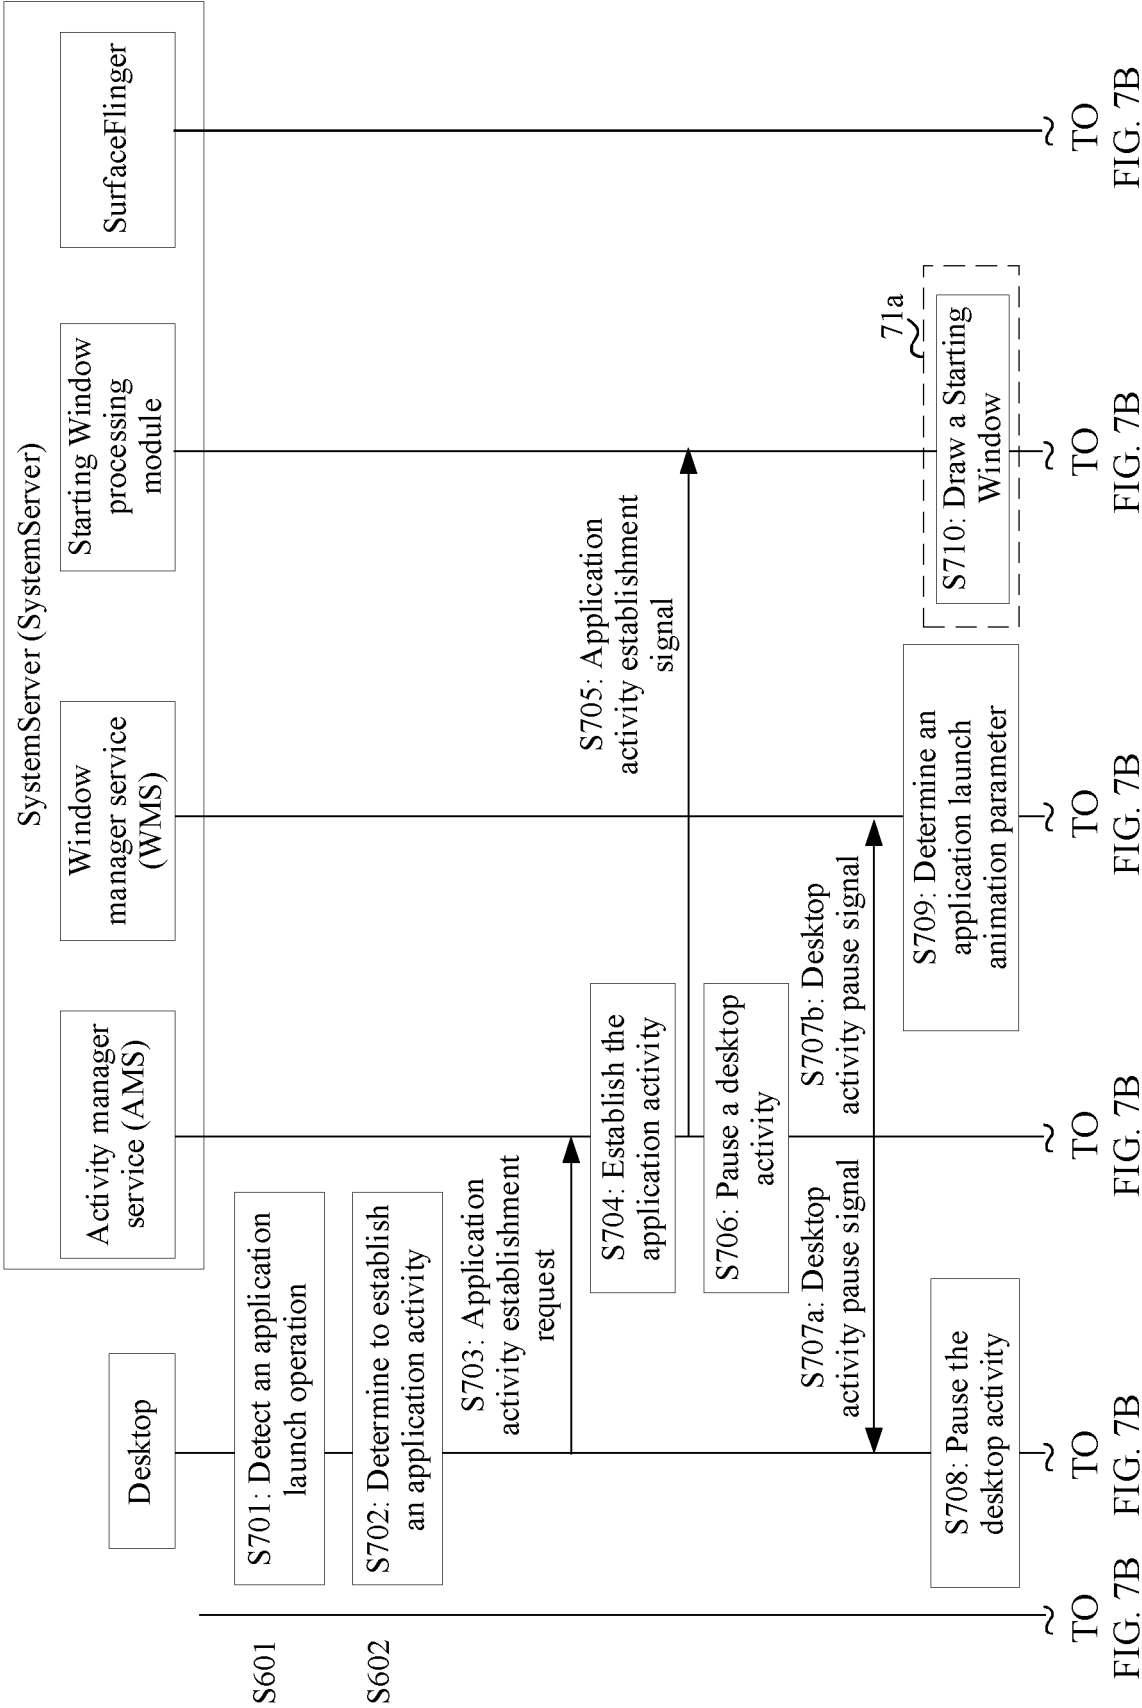 SystemServer (SystemServer)
Desktop
Activity manager
service (AMS)
Window
manager service
(WMS)
Starting Window
processing
module
SurfaceFlinger
S601
S701: Detect an application
launch operation
S602
S702: Determine to establish
an application activity
S703: Application
activity establishment
request
S704: Establish the
application activity
S705: Application
activity establishment
signal
S706: Pause a desktop
activity
S707a: Desktop
activity pause signal
S707b: Desktop
activity pause signal
S708: Pause the
desktop activity
S709: Determine an
application launch
animation parameter
71a
S710: Draw a Starting
Window
TO
FIG. 7B
TO
FIG. 7B
TO
FIG. 7B
TO
FIG. 7B
TO
FIG. 7B
TO
FIG. 7B